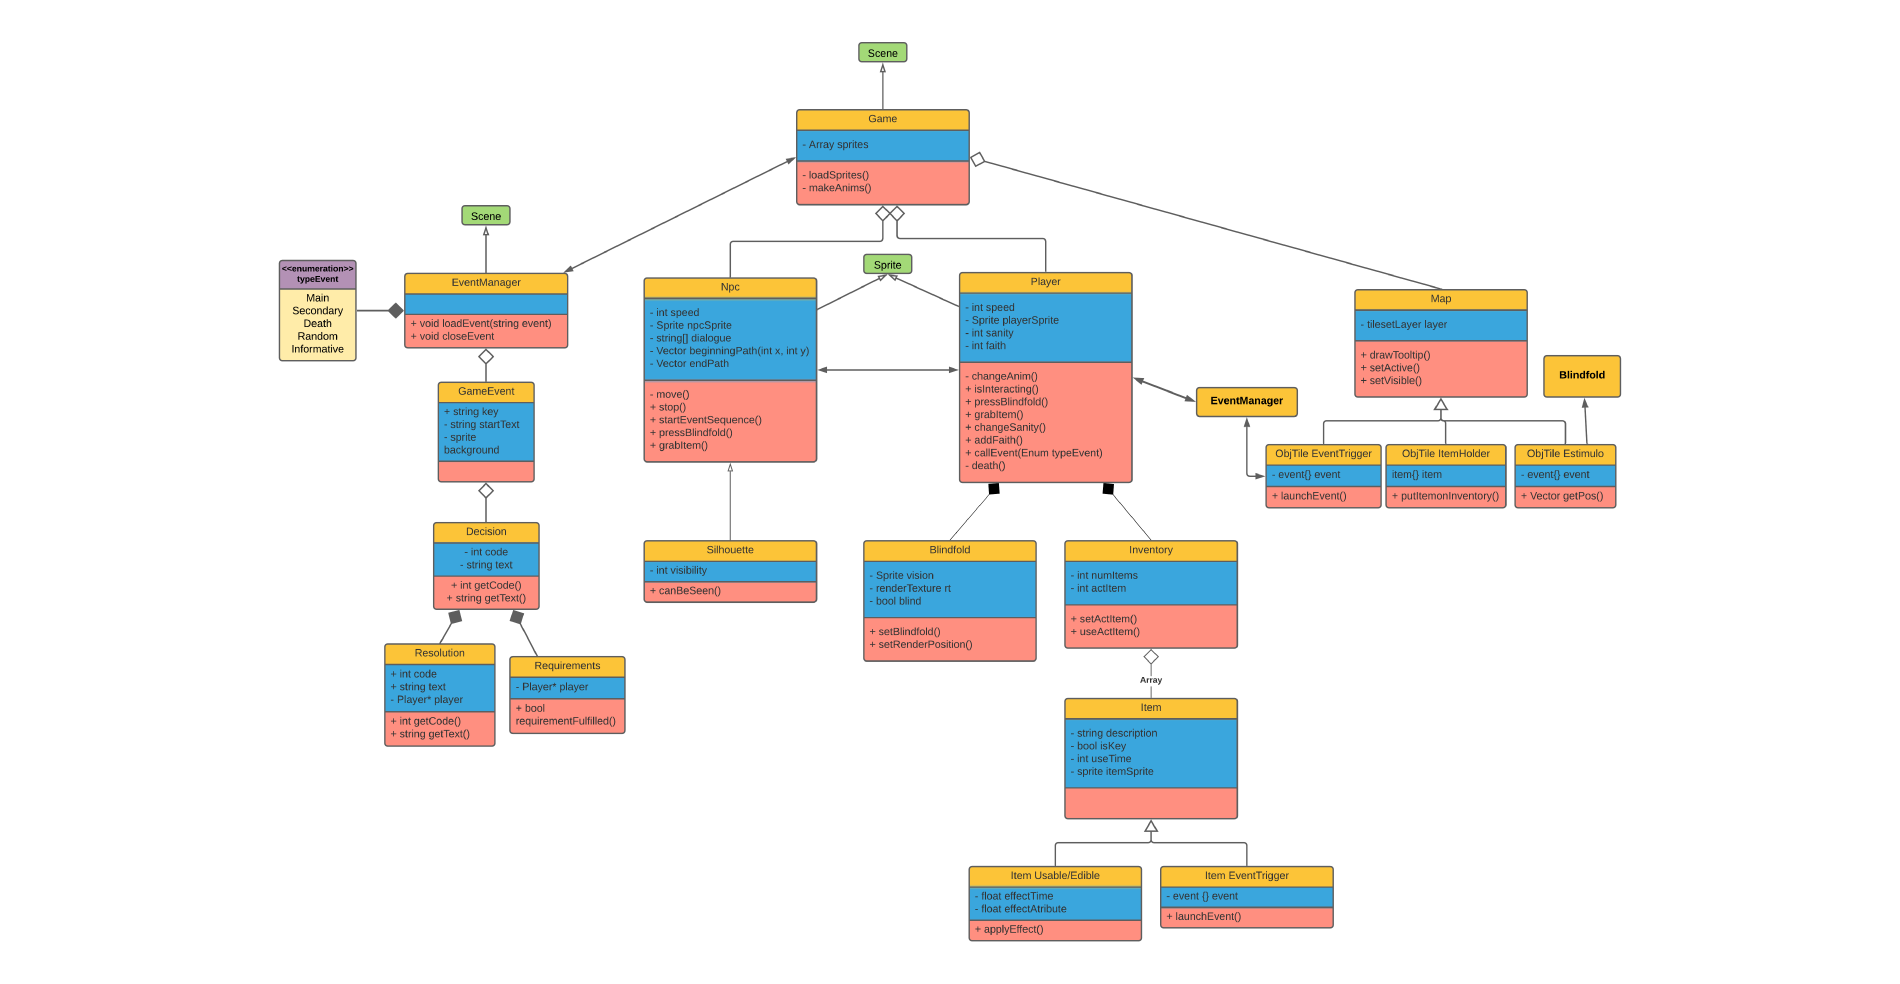 Scene
Game
- Array sprites
- loadSprites()
- makeAnims()
Scene
<<enumeration>>
typeEvent
Main
Secondary
Death
Random
Informative
EventManager
+ void loadEvent(string event)
+ void closeEvent
GameEvent
+ string key
- string startText
- sprite
background
Decision
- int code
- string text
+ int getCode()
+ string getText()
Resolution
+ int code
+ string text
- Player* player
+ int getCode()
+ string getText()
Requirements
- Player* player
+ bool
requirementFulfilled()
Sprite
Npc
- int speed
- Sprite npcSprite
- string[] dialogue
- Vector beginningPath(int x, int y)
- Vector endPath
- move()
+ stop()
+ startEventSequence()
+ pressBlindfold()
+ grabItem()
Silhouette
- int visibility
+ canBeSeen()
Player
- int speed
- Sprite playerSprite
- int sanity
- int faith
- changeAnim()
+ isInteracting()
+ pressBlindfold()
+ grabItem()
+ changeSanity()
+ addFaith()
+ callEvent(Enum typeEvent)
- death()
Blindfold
- Sprite vision
- renderTexture rt
- bool blind
+ setBlindfold()
+ setRenderPosition()
Inventory
- int numItems
- int actItem
+ setActItem()
+ useActItem()
Array
Item
- string description
- bool isKey
- int useTime
- sprite itemSprite
Item Usable/Edible
- float effectTime
- float effectAtribute
+ applyEffect()
Item EventTrigger
- event {} event
+ launchEvent()
EventManager
Map
- tilesetLayer layer
+ drawTooltip()
+ setActive()
+ setVisible()
Blindfold
ObjTile EventTrigger
- event{} event
+ launchEvent()
ObjTile ItemHolder
item{} item
+ putItemonInventory()
ObjTile Estimulo
- event{} event
+ Vector getPos()